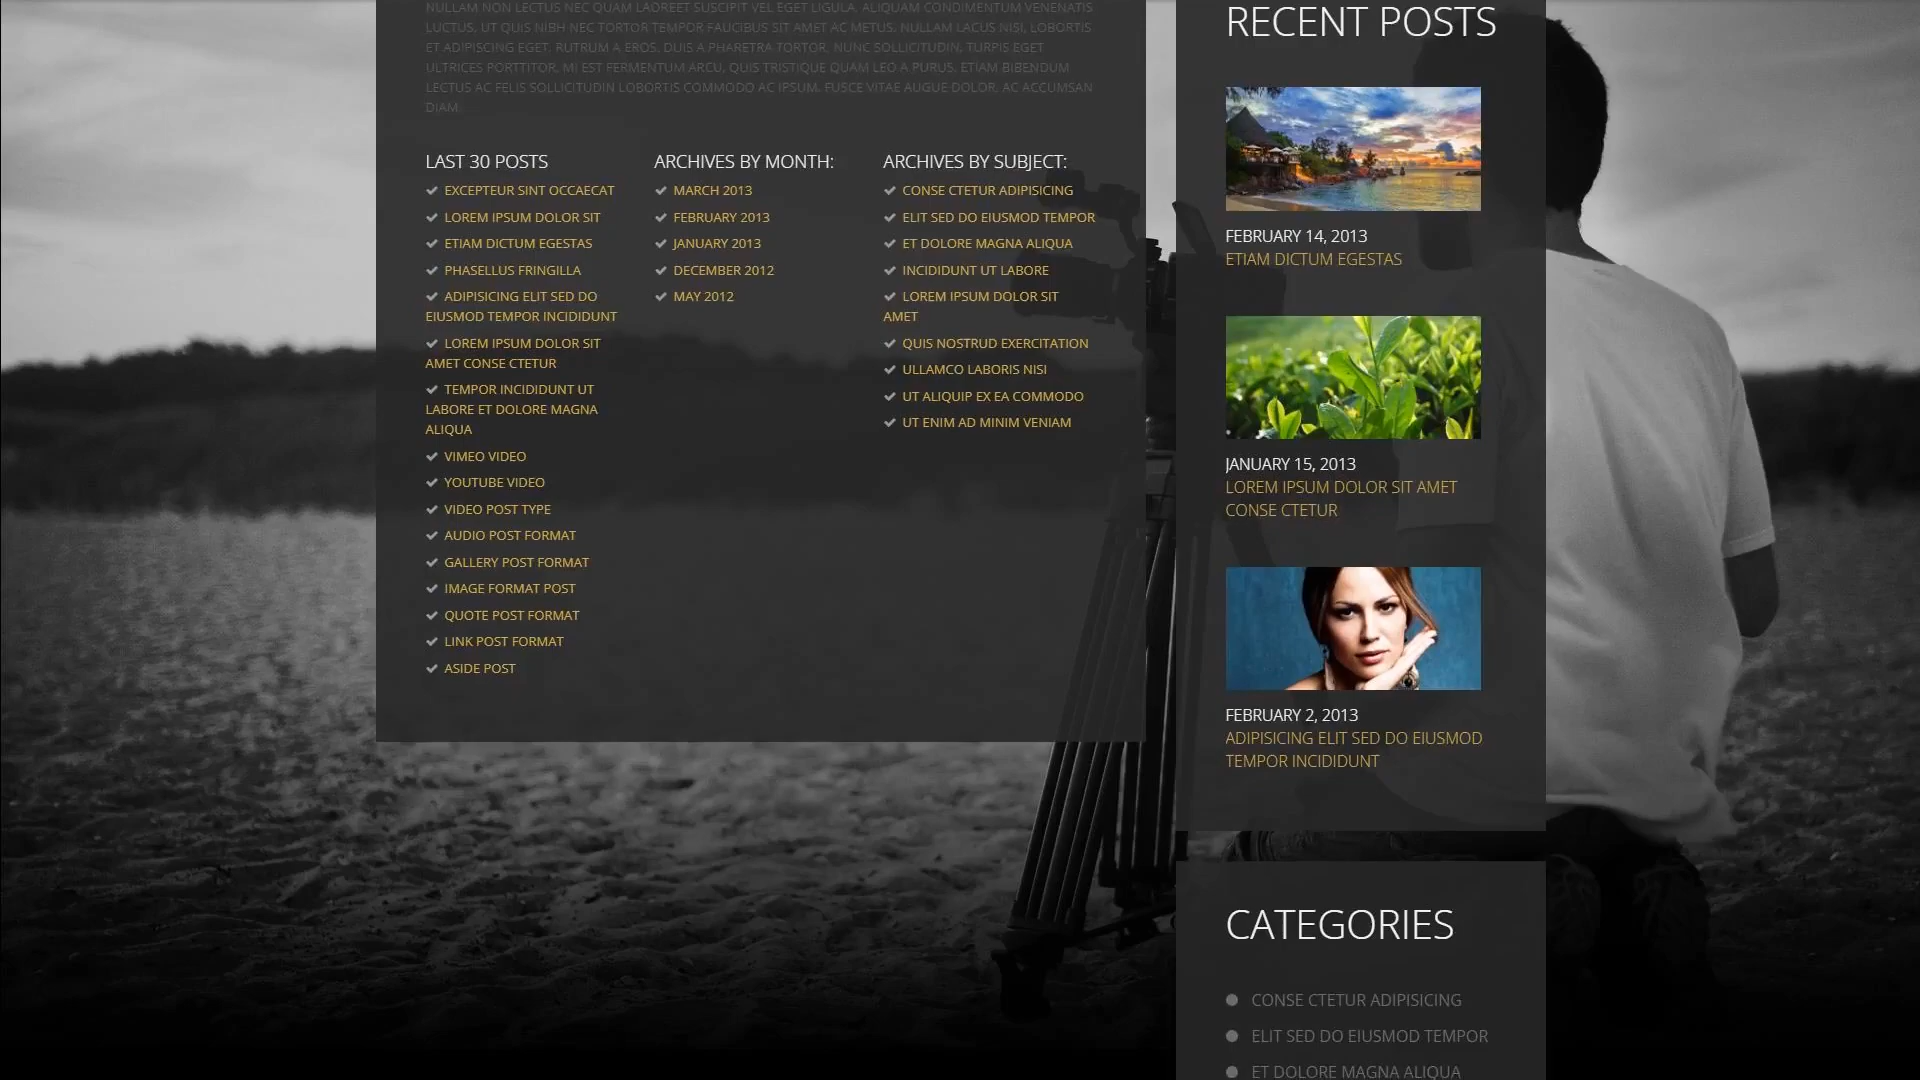 NULLAM NON LECTUS NEC QUAM LAOREET SUSCIPIT VEL EGET LIGULA. ALIQUAM CONDIMENTUM VENENATIS
LUCTUS, UT QUIS NIBH NEC TORTOR TEMPOR FAUCIBUS SIT AMET AC METUS. NULLAM LACUS NISI, LOBORTIS
ET ADIPISCING EGET, RUTRUM A EROS. DUIS A PHARETRA TORTOR. NUNC SOLLICITUDIN, TURPIS EGET
ULTRICES PORTTITOR, MI EST FERMENTUM ARCU, QUIS TRISTIQUE QUAM LEO A PURUS. ETIAM BIBENDUM
LECTUS AC FELIS SOLLICITUDIN LOBORTIS COMMODO AC IPSUM. FUSCE VITAE AUGUE DOLOR, AC ACCUMSAN
DIAM.
LAST 30 POSTS
EXCEPTEUR SINT OCCAECAT
LOREM IPSUM DOLOR SIT
ETIAM DICTUM EGESTAS
PHASELLUS FRINGILLA
ADIPISICING ELIT SED DO
EIUSMOD TEMPOR INCIDIDUNT
LOREM IPSUM DOLOR SIT
AMET CONSE CTETUR
TEMPOR INCIDIDUNT UT
LABORE ET DOLORE MAGNA
ALIQUA
VIMEO VIDEO
YOUTUBE VIDEO
VIDEO POST TYPE
AUDIO POST FORMAT
GALLERY POST FORMAT
IMAGE FORMAT POST
QUOTE POST FORMAT
LINK POST FORMAT
ASIDE POST
ARCHIVES BY MONTH:
MARCH 2013
FEBRUARY 2013
JANUARY 2013
DECEMBER 2012
MAY 2012
ARCHIVES BY SUBJECT:
CONSE CTETUR ADIPISICING
ELIT SED DO EIUSMOD TEMPOR
ET DOLORE MAGNA ALIQUA
INCIDIDUNT UT LABORE
LOREM IPSUM DOLOR SIT
AMET
QUIS NOSTRUD EXERCITATION
ULLAMCO LABORIS NISI
UT ALIQUIP EX EA COMMODO
UT ENIM AD MINIM VENIAM
RECENT POSTS
FEBRUARY 14, 2013
ETIAM DICTUM EGESTAS
JANUARY 15, 2013
LOREM IPSUM DOLOR SIT AMET
CONSE CTETUR
FEBRUARY 2, 2013
ADIPISICING ELIT SED DO EIUSMOD
TEMPOR INCIDIDUNT
CATEGORIES
CONSE CTETUR ADIPISICING
ELIT SED DO EIUSMOD TEMPOR
ET DOLORE MAGNA ALIQUA